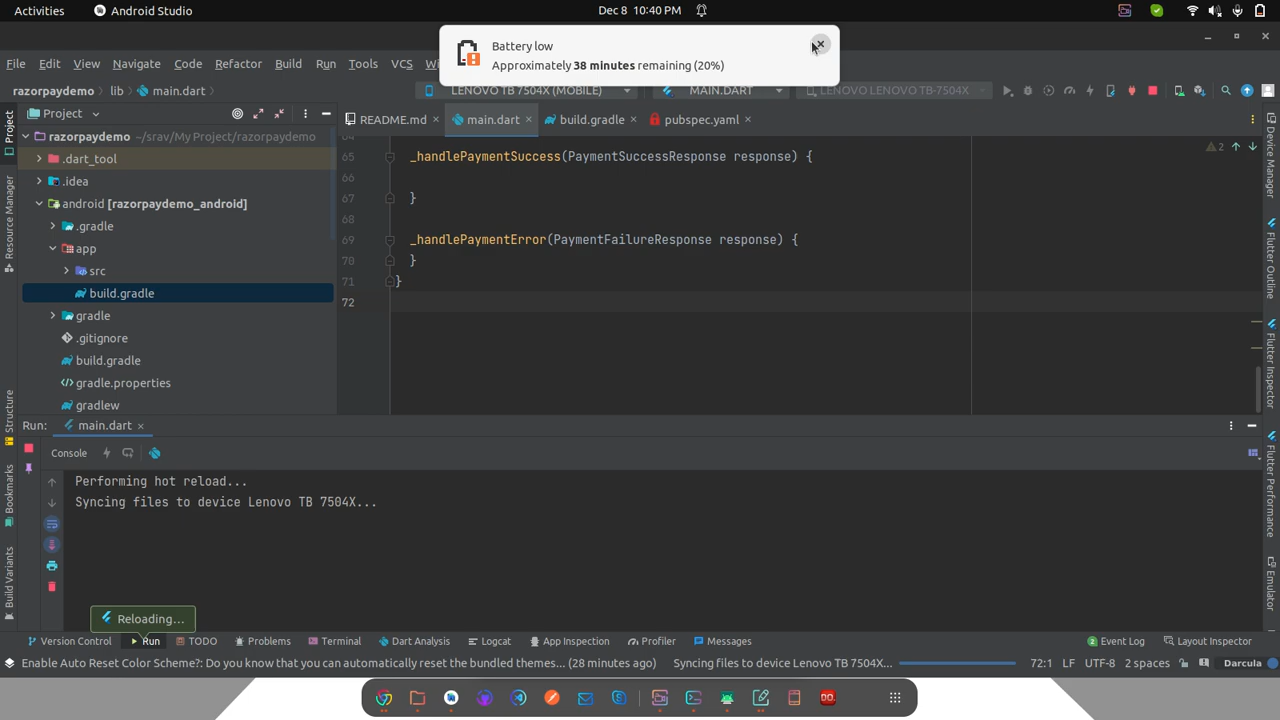 Activities
Android Studio
Dec 8 10:40 PM
Battery low
Approximately 38 minutes remaining (20%)
File Edit View Navigate Code Refactor Build Run Tools VCS
razorpaydemo lib main.dart
LENOVO TB 7504X (MOBILE)
MAIN.DART
LENOVO LENOVO TB-7504X
Project
README.md main.dart build.gradle pubspec.yaml
razorpaydemo ~/srav/My Project/razorpaydemo
.dart_tool
.idea
android [razorpaydemo_android]
.gradle
app
src
build.gradle
gradle
.gitignore
build.gradle
gradle.properties
gradlew
2
65 _handlePaymentSuccess(PaymentSuccessResponse response) {
66
67 }
68
69 _handlePaymentError(PaymentFailureResponse response) {
70 }
71 }
72
Project
Resource Manager
Structure
Bookmarks
Build Variants
Device Manager
Flutter Outline
Flutter Inspector
Flutter Performance
Emulator
Run: main.dart
Console
Performing hot reload...
Syncing files to device Lenovo TB 7504X...
Reloading...
Version Control Run TODO Problems Terminal Dart Analysis Logcat App Inspection Profiler Messages
2 Event Log Layout Inspector
Enable Auto Reset Color Scheme?: Do you know that you can automatically reset the bundled themes... (28 minutes ago)
Syncing files to device Lenovo TB 7504X...
72:1 LF UTF-8 2 spaces Darcula